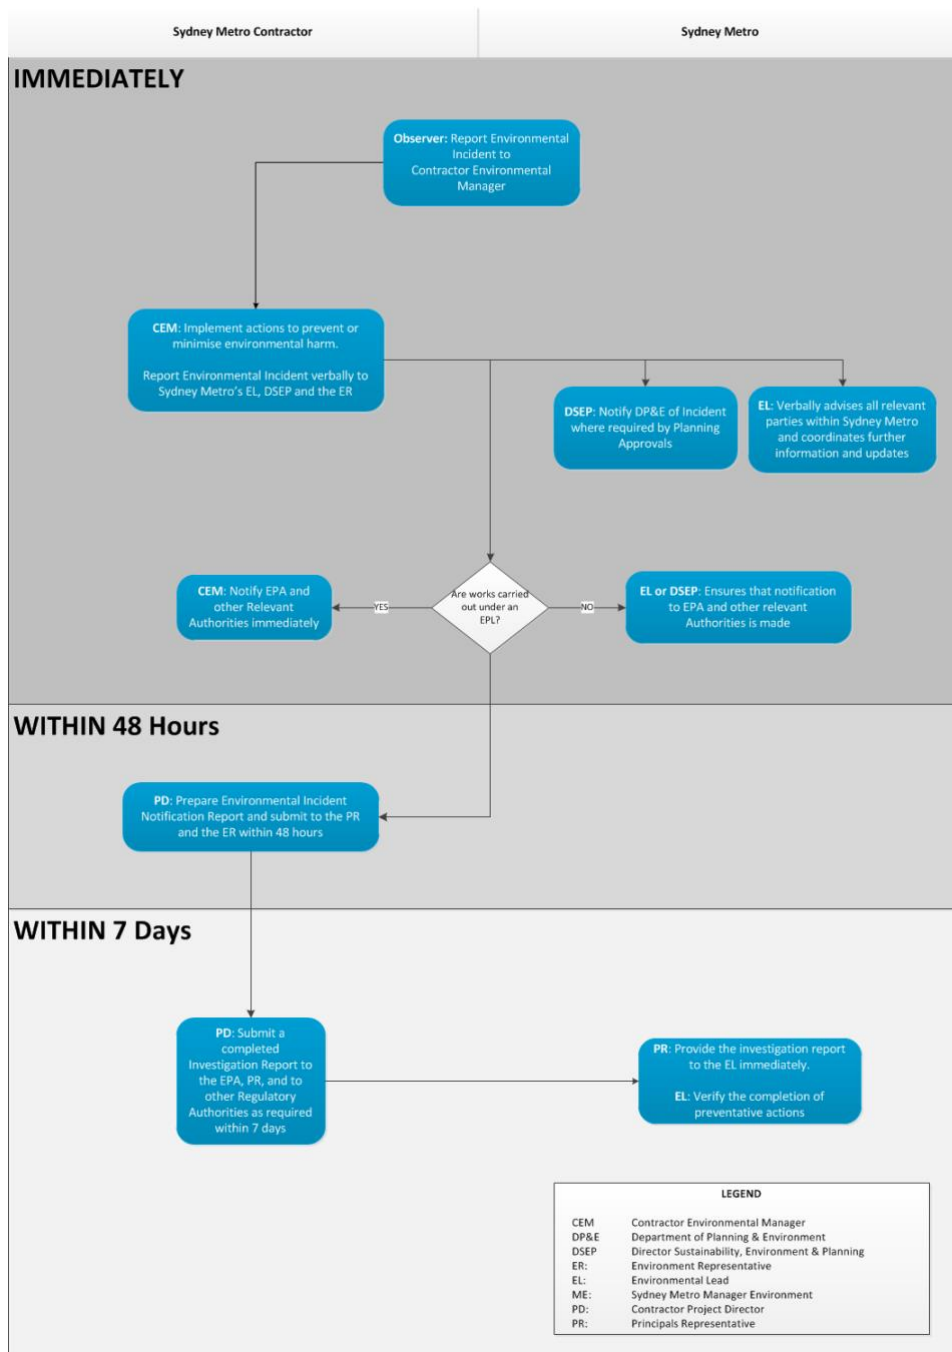 Sydney Metro Contractor
Sydney Metro
IMMEDIATELY
Observer: Report Environmental
Incident to
Contractor Environmental
Manager
CEM: Implement actions to prevent or
minimise environmental harm.
Report Environmental Incident verbally to
Sydney Metro's EL, DSEP and the ER
DSEP: Notify DP&E of Incident
where required by Planning
Approvals
EL: Verbally advises all relevant
parties within Sydney Metro
and coordinates further
information and updates
CEM: Notify EPA and
other Relevant
Authorities immediately
YES
Are works carried
out under an
EPL?
NO
EL or DSEP: Ensures that notification
to EPA and other relevant
Authorities is made
WITHIN 48 Hours
PD: Prepare Environmental Incident
Notification Report and submit to the PR
and the ER within 48 hours
WITHIN 7 Days
PD: Submit a
completed
Investigation Report to
the EPA, PR, and to
other Regulatory
Authorities as required
within 7 days
PR: Provide the investigation report
to the EL immediately.
EL: Verify the completion of
preventative actions
LEGEND
CEM Contractor Environmental Manager
DP&E Department of Planning & Environment
DSEP Director Sustainability, Environment & Planning
ER: Environment Representative
EL: Environmental Lead
ME: Sydney Metro Manager Environment
PD: Contractor Project Director
PR: Principals Representative